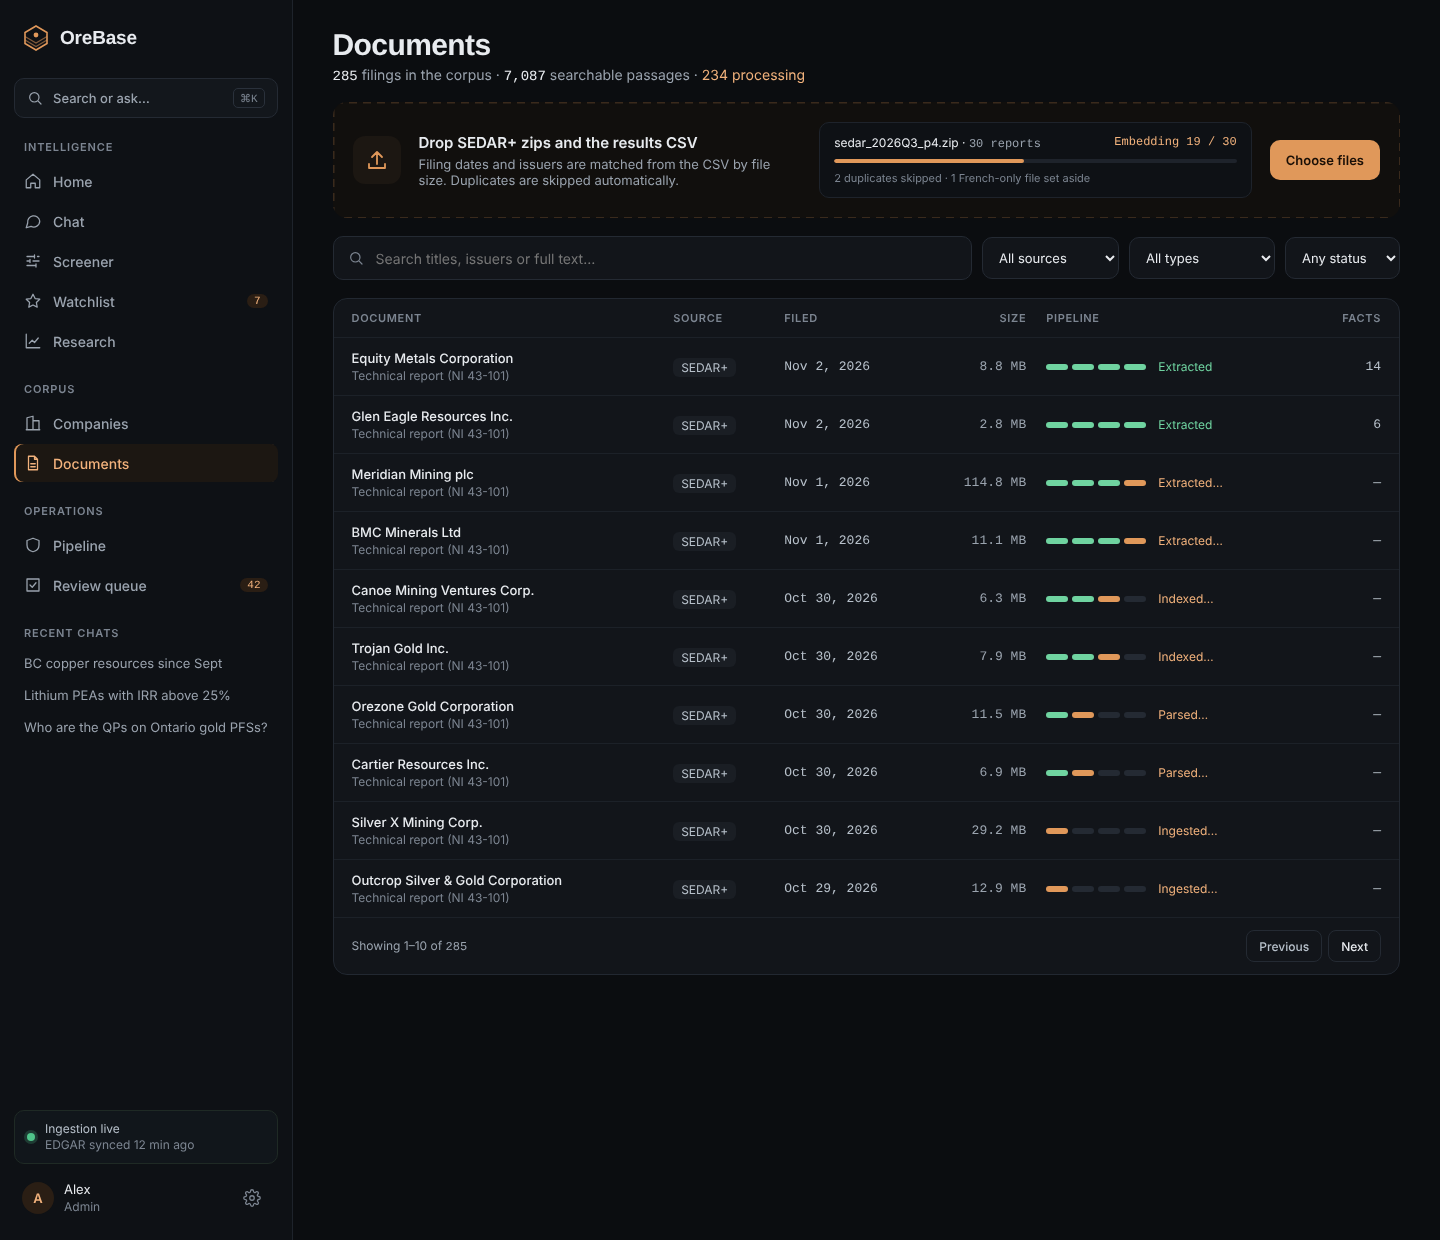 OreBase
Search or ask...
⌘K
INTELLIGENCE
Home
Chat
Screener
Watchlist
7
Research
CORPUS
Companies
Documents
OPERATIONS
Pipeline
Review queue
42
RECENT CHATS
BC copper resources since Sept
Lithium PEAs with IRR above 25%
Who are the QPs on Ontario gold PFSs?
Ingestion live
EDGAR synced 12 min ago
A
Alex
Admin
Documents
285 filings in the corpus · 7,087 searchable passages · 234 processing
Drop SEDAR+ zips and the results CSV
Filing dates and issuers are matched from the CSV by file
size. Duplicates are skipped automatically.
sedar_2026Q3_p4.zip · 30 reports
Embedding 19 / 30
2 duplicates skipped · 1 French-only file set aside
Choose files
Search titles, issuers or full text...
All sources
All types
Any status
DOCUMENT SOURCE FILED SIZE PIPELINE FACTS
Equity Metals Corporation
Technical report (NI 43-101)
SEDAR+ Nov 2, 2026 8.8 MB Extracted 14
Glen Eagle Resources Inc.
Technical report (NI 43-101)
SEDAR+ Nov 2, 2026 2.8 MB Extracted 6
Meridian Mining plc
Technical report (NI 43-101)
SEDAR+ Nov 1, 2026 114.8 MB Extracted... —
BMC Minerals Ltd
Technical report (NI 43-101)
SEDAR+ Nov 1, 2026 11.1 MB Extracted... —
Canoe Mining Ventures Corp.
Technical report (NI 43-101)
SEDAR+ Oct 30, 2026 6.3 MB Indexed... —
Trojan Gold Inc.
Technical report (NI 43-101)
SEDAR+ Oct 30, 2026 7.9 MB Indexed... —
Orezone Gold Corporation
Technical report (NI 43-101)
SEDAR+ Oct 30, 2026 11.5 MB Parsed... —
Cartier Resources Inc.
Technical report (NI 43-101)
SEDAR+ Oct 30, 2026 6.9 MB Parsed... —
Silver X Mining Corp.
Technical report (NI 43-101)
SEDAR+ Oct 30, 2026 29.2 MB Ingested... —
Outcrop Silver & Gold Corporation
Technical report (NI 43-101)
SEDAR+ Oct 29, 2026 12.9 MB Ingested... —
Showing 1–10 of 285
Previous
Next